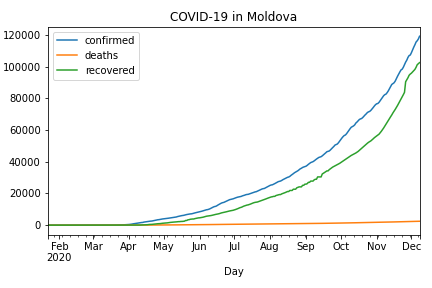 COVID-19 in Moldova
confirmed
deaths
recovered
120000
100000
80000
60000
40000
20000
0
Feb Mar Apr May Jun Jul Aug Sep Oct Nov Dec
2020
Day